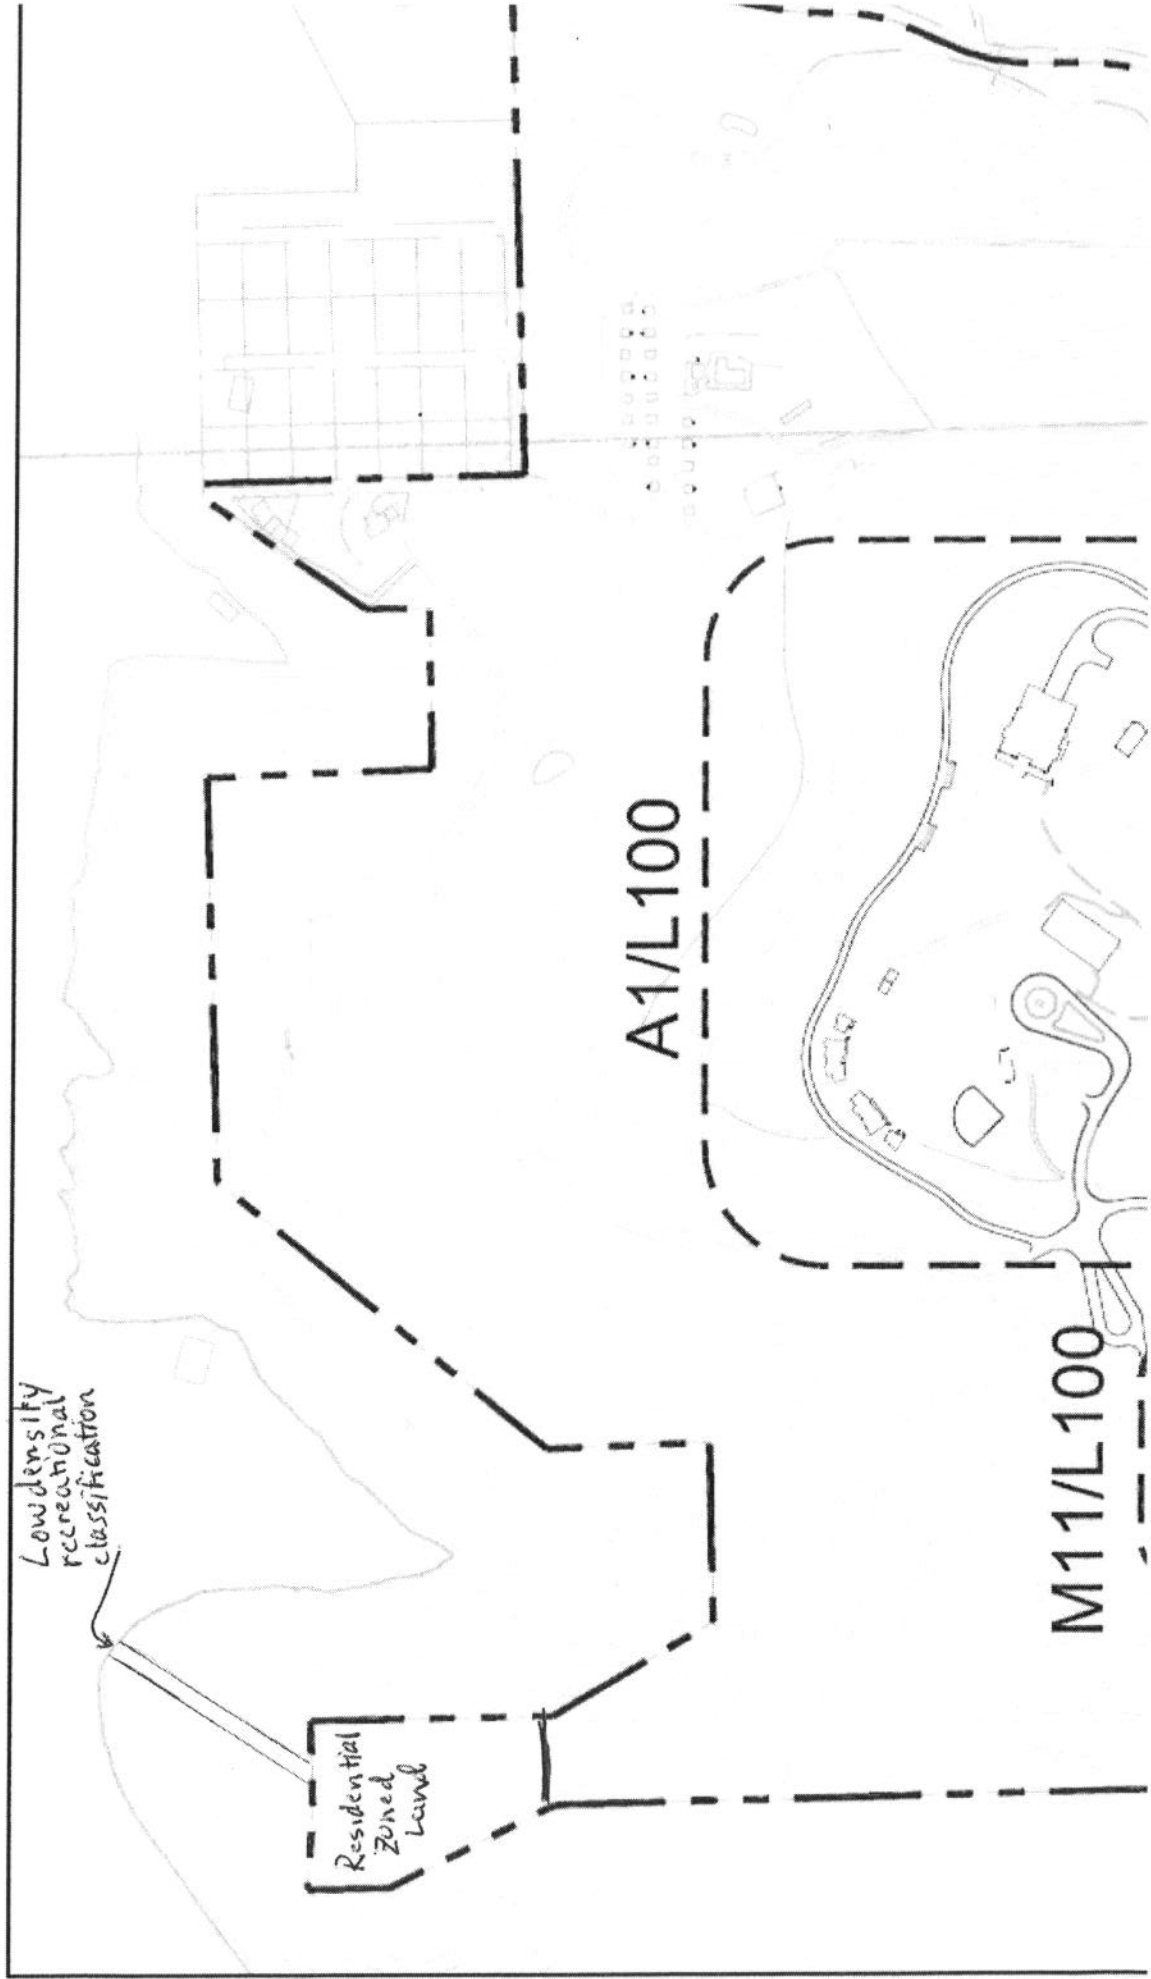 Low density
recreational
classification
Residential
Zoned
Land
A1/L100
M11/L100